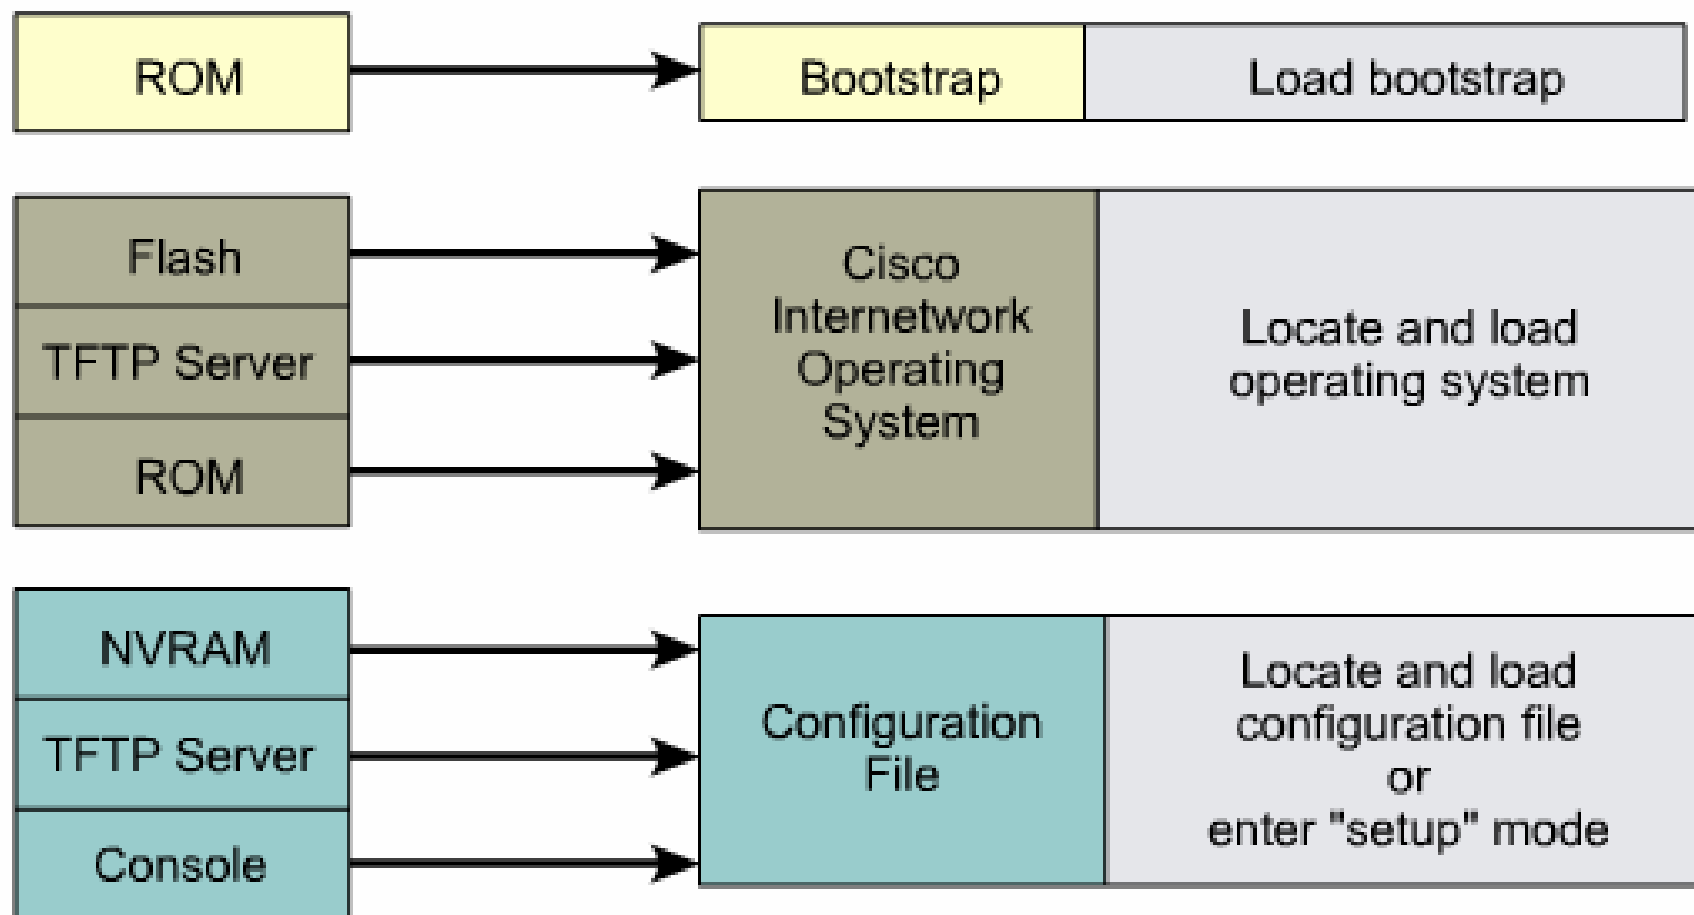 ROM
Bootstrap
Load bootstrap
Flash
TFTP Server
ROM
Cisco
Internetwork
Operating
System
Locate and load
operating system
NVRAM
TFTP Server
Console
Configuration
File
Locate and load
configuration file
or
enter "setup" mode